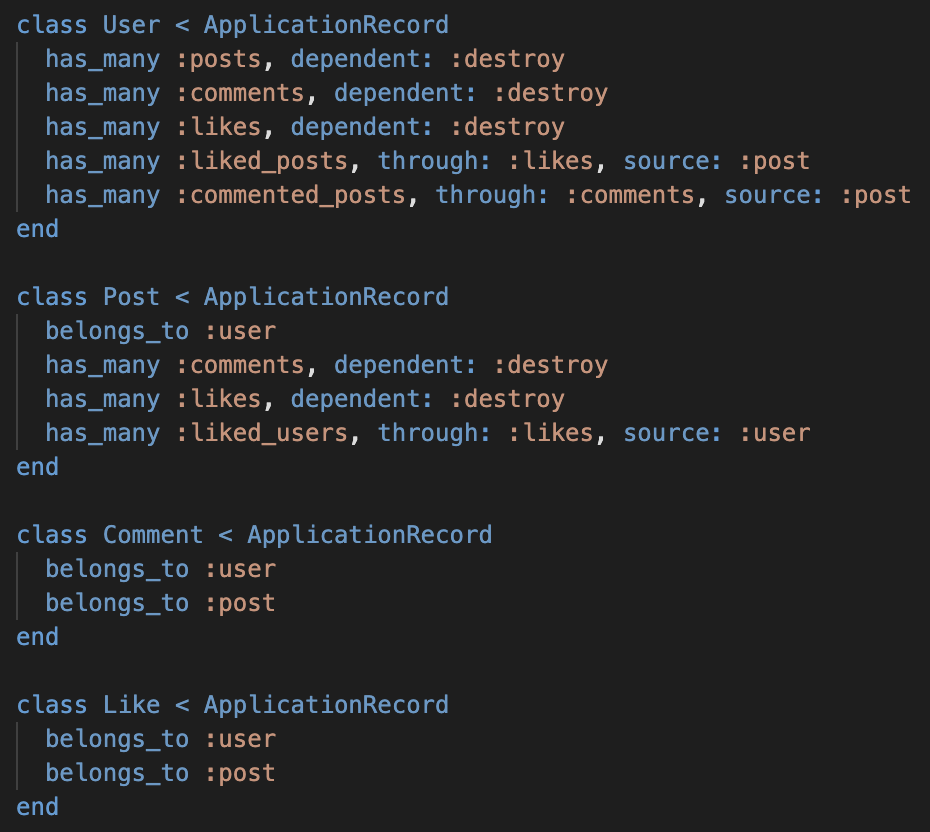 class User < ApplicationRecord
  has_many :posts, dependent: :destroy
  has_many :comments, dependent: :destroy
  has_many :likes, dependent: :destroy
  has_many :liked_posts, through: :likes, source: :post
  has_many :commented_posts, through: :comments, source: :post
end

class Post < ApplicationRecord
  belongs_to :user
  has_many :comments, dependent: :destroy
  has_many :likes, dependent: :destroy
  has_many :liked_users, through: :likes, source: :user
end

class Comment < ApplicationRecord
  belongs_to :user
  belongs_to :post
end

class Like < ApplicationRecord
  belongs_to :user
  belongs_to :post
end